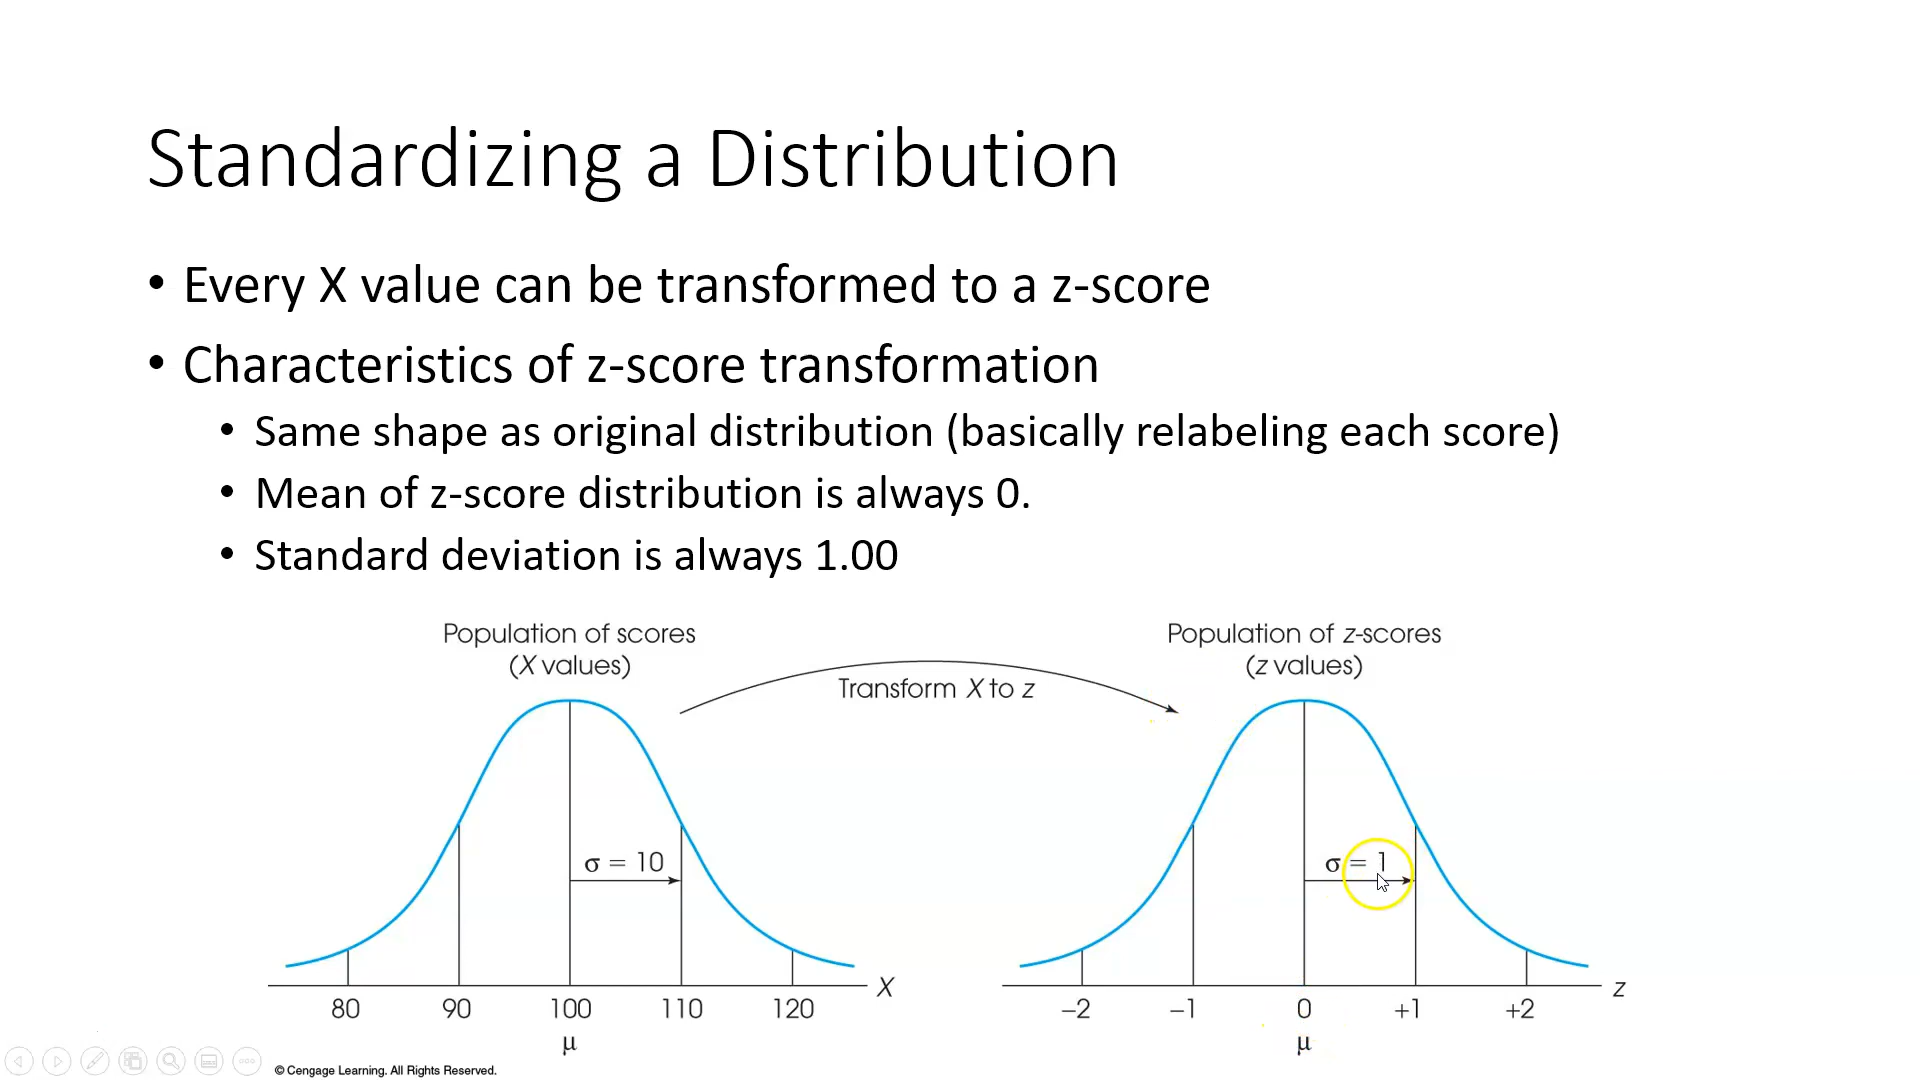 Standardizing a Distribution
• Every X value can be transformed to a z-score
• Characteristics of z-score transformation
• Same shape as original distribution (basically relabeling each score)
• Mean of z-score distribution is always 0.
• Standard deviation is always 1.00
Population of scores
(X values)
Transform X to z
Population of z-scores
(z values)
σ = 10
σ = 1
X
80 90 100 110 120
μ
z
–2 –1 0 +1 +2
μ
© Cengage Learning. All Rights Reserved.